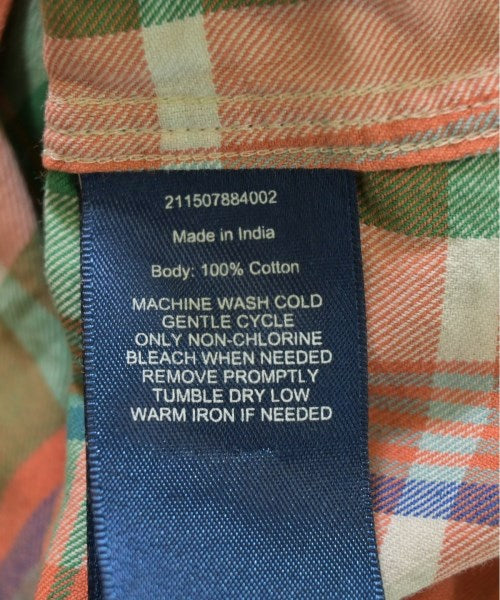 211507884002
Made in India
Body: 100% Cotton
MACHINE WASH COLD
GENTLE CYCLE
ONLY NON-CHLORINE
BLEACH WHEN NEEDED
REMOVE PROMPTLY
TUMBLE DRY LOW
WARM IRON IF NEEDED